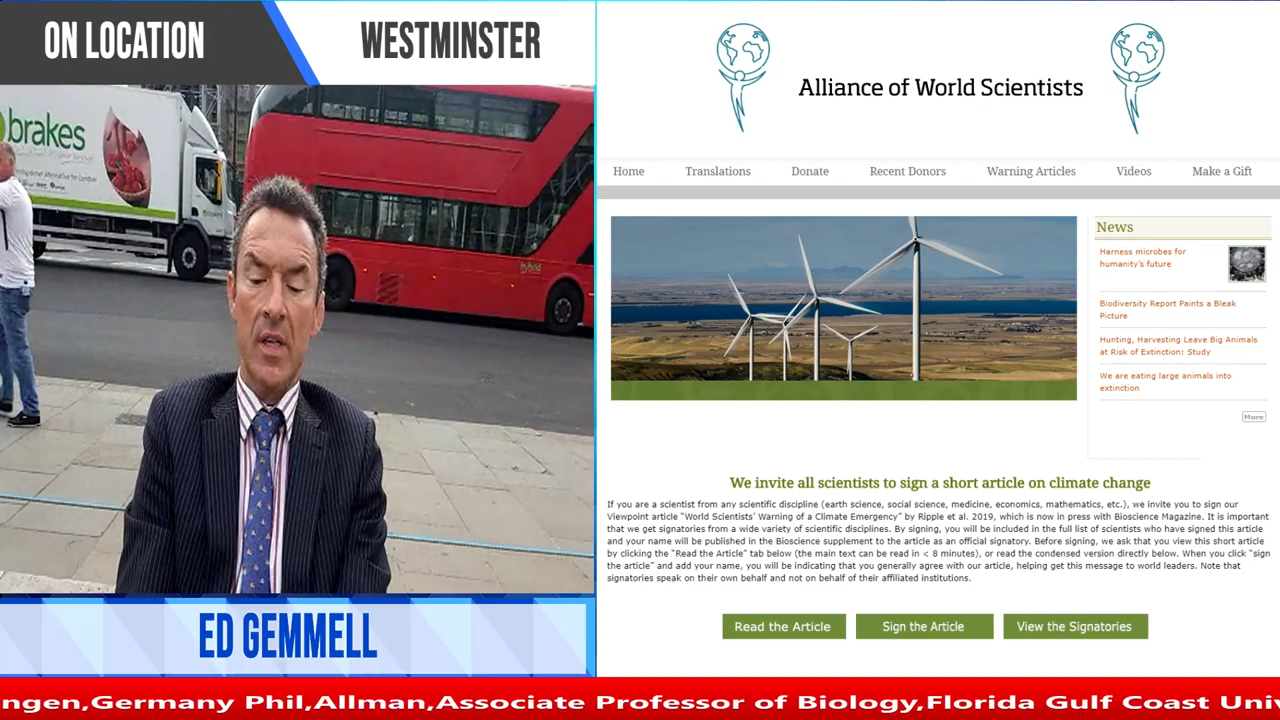 ON LOCATION
WESTMINSTER
brakes
hybrid
ED GEMMELL
Alliance of World Scientists
Home Translations Donate Recent Donors Warning Articles Videos Make a Gift
News
Harness microbes for
humanity's future
Biodiversity Report Paints a Bleak
Picture
Hunting, Harvesting Leave Big Animals
at Risk of Extinction: Study
We are eating large animals into
extinction
More
We invite all scientists to sign a short article on climate change
If you are a scientist from any scientific discipline (earth science, social science, medicine, economics, mathematics, etc.), we invite you to sign our
Viewpoint article "World Scientists' Warning of a Climate Emergency" by Ripple et al. 2019, which is now in press with Bioscience Magazine. It is important
that we get signatories from a wide variety of scientific disciplines. By signing, you will be included in the full list of scientists who have signed this article
and your name will be published in the Bioscience supplement to the article as an official signatory. Before signing, we ask that you view this short article
by clicking the "Read the Article" tab below (the main text can be read in < 8 minutes), or read the condensed version directly below. When you click "sign
the article" and add your name, you will be indicating that you generally agree with our article, helping get this message to world leaders. Note that
signatories speak on their own behalf and not on behalf of their affiliated institutions.
Read the Article Sign the Article View the Signatories
ngen,Germany Phil,Allman,Associate Professor of Biology,Florida Gulf Coast Uni